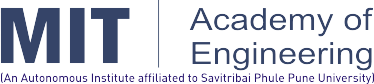 MIT
Academy of
Engineering
(An Autonomous Institute affiliated to Savitribai Phule Pune University)